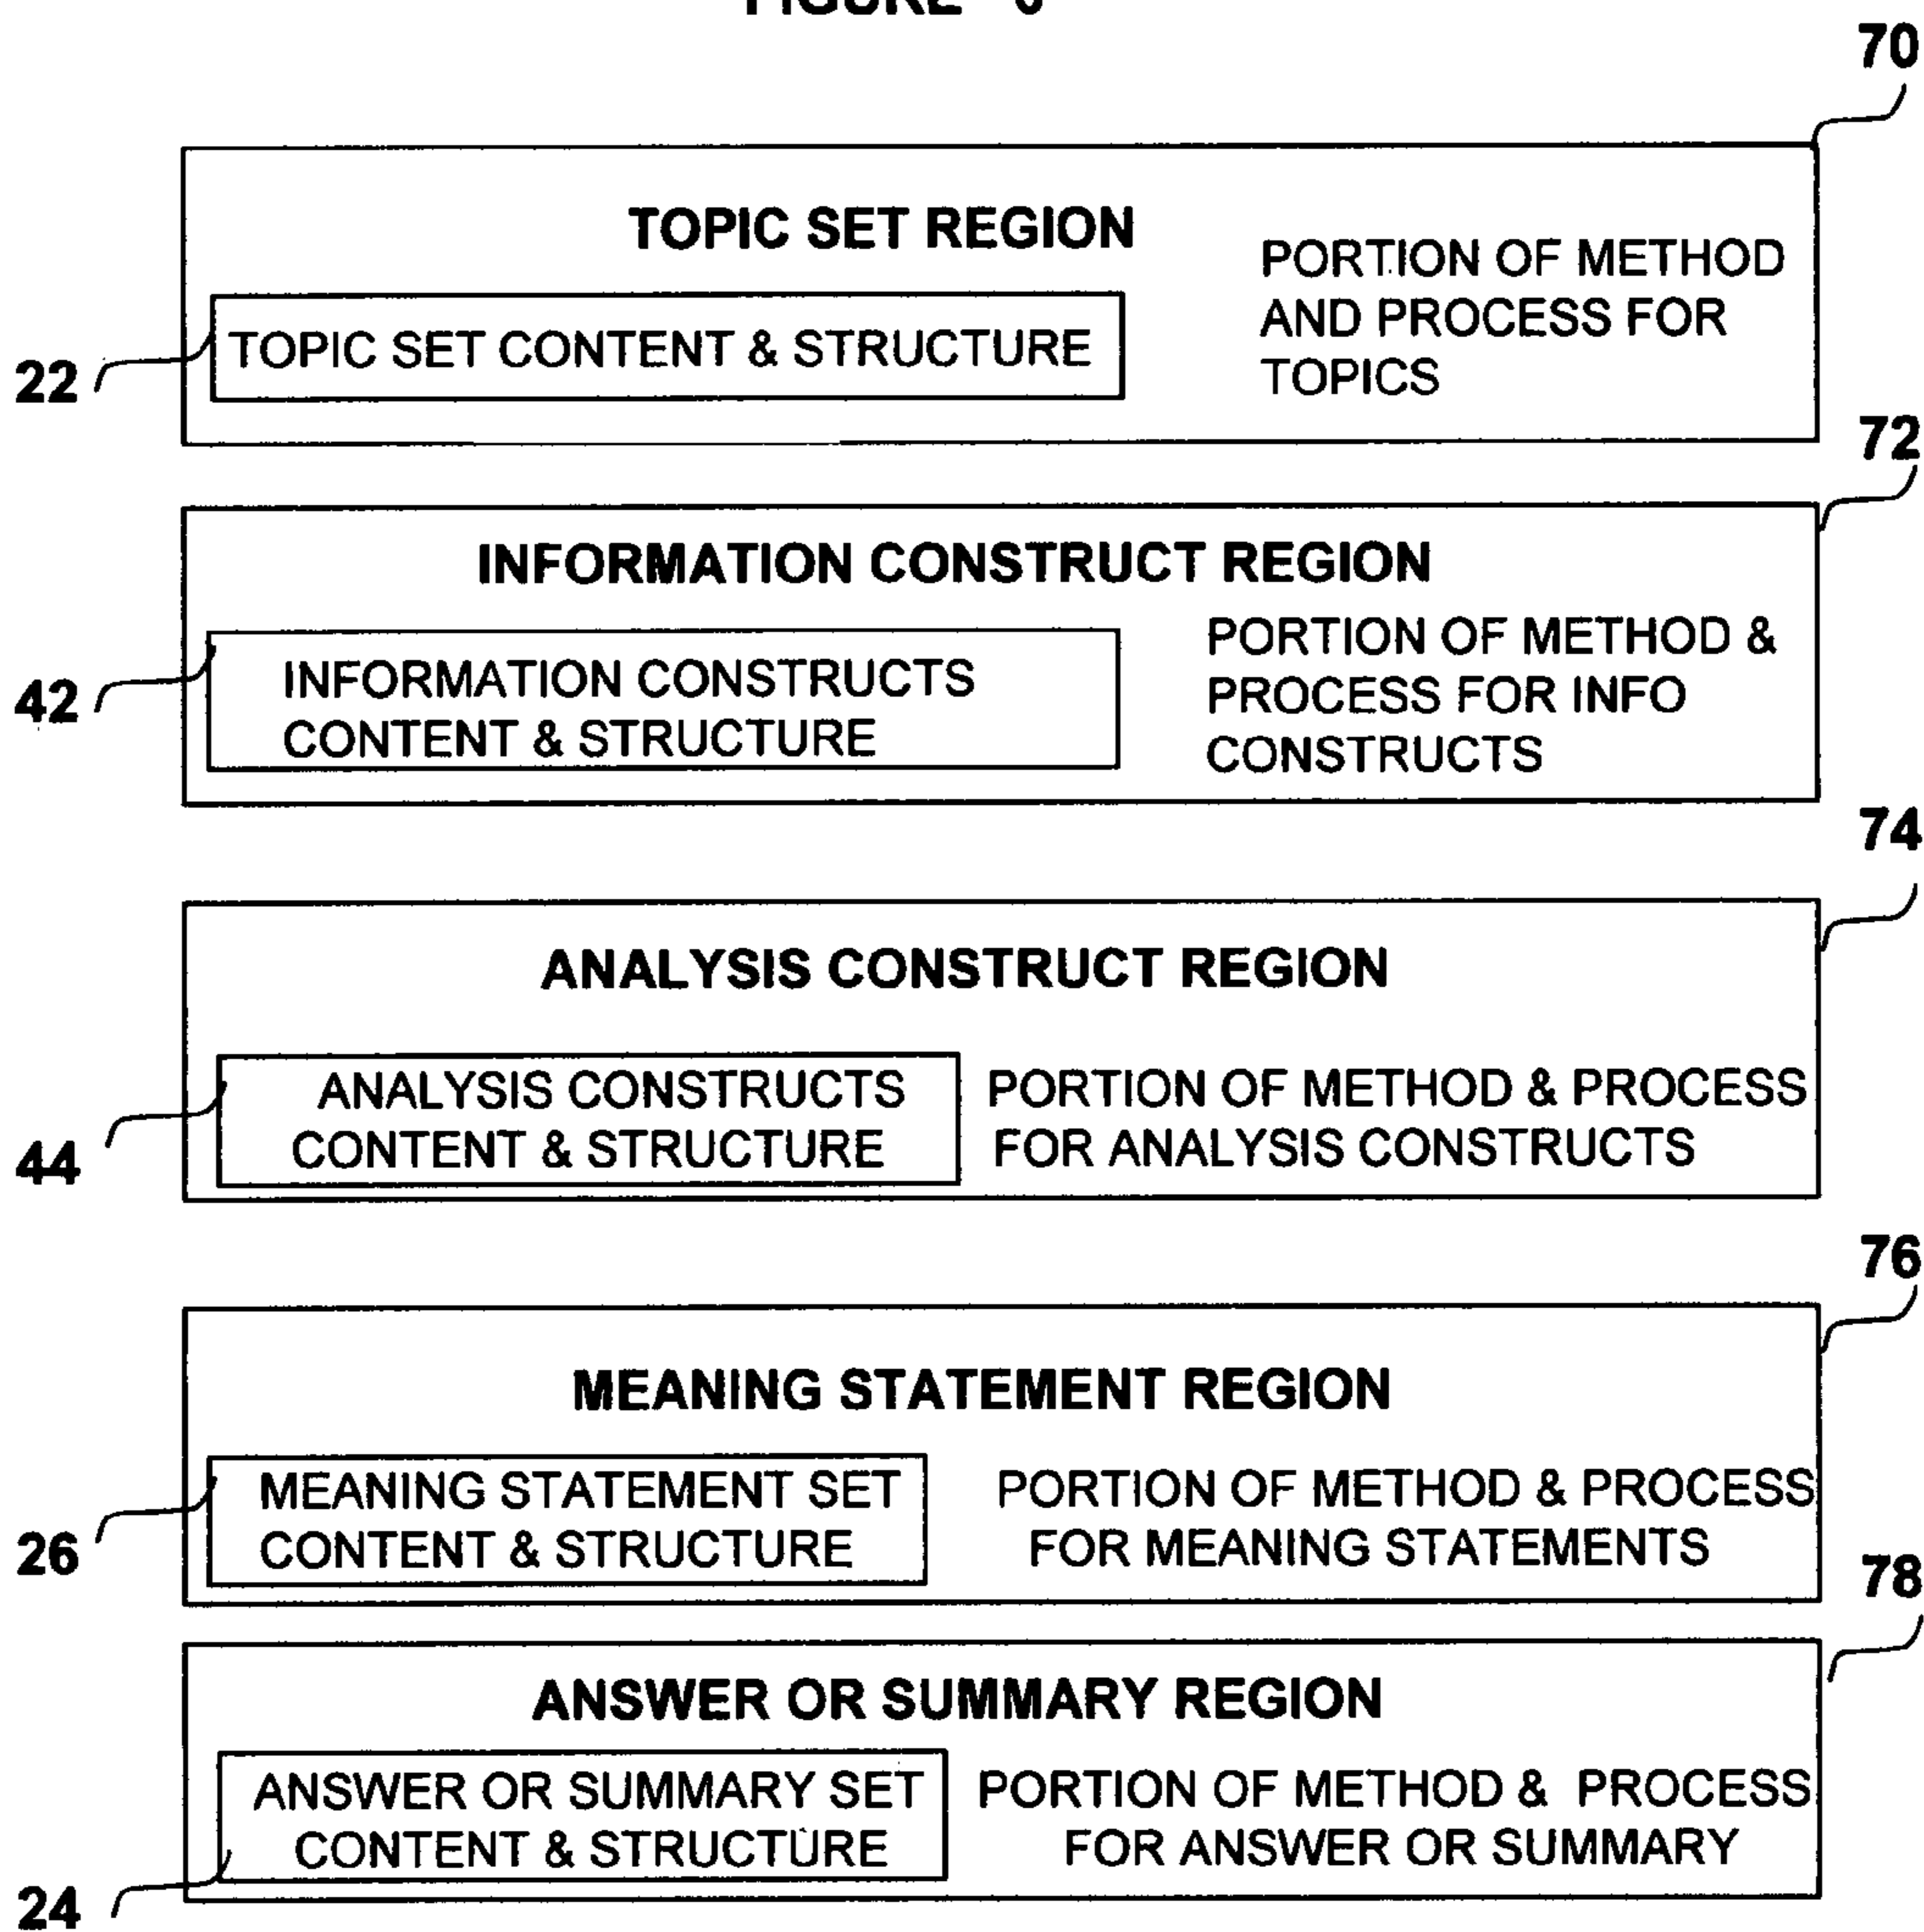 70
TOPIC SET REGION
PORTION OF METHOD
AND PROCESS FOR
TOPICS
TOPIC SET CONTENT & STRUCTURE
22
72
INFORMATION CONSTRUCT REGION
PORTION OF METHOD &
PROCESS FOR INFO
CONSTRUCTS
INFORMATION CONSTRUCTS
CONTENT & STRUCTURE
42
74
ANALYSIS CONSTRUCT REGION
ANALYSIS CONSTRUCTS
CONTENT & STRUCTURE
PORTION OF METHOD & PROCESS
FOR ANALYSIS CONSTRUCTS
44
76
MEANING STATEMENT REGION
MEANING STATEMENT SET
CONTENT & STRUCTURE
PORTION OF METHOD & PROCESS
FOR MEANING STATEMENTS
26
78
ANSWER OR SUMMARY REGION
ANSWER OR SUMMARY SET
CONTENT & STRUCTURE
PORTION OF METHOD & PROCESS
FOR ANSWER OR SUMMARY
24